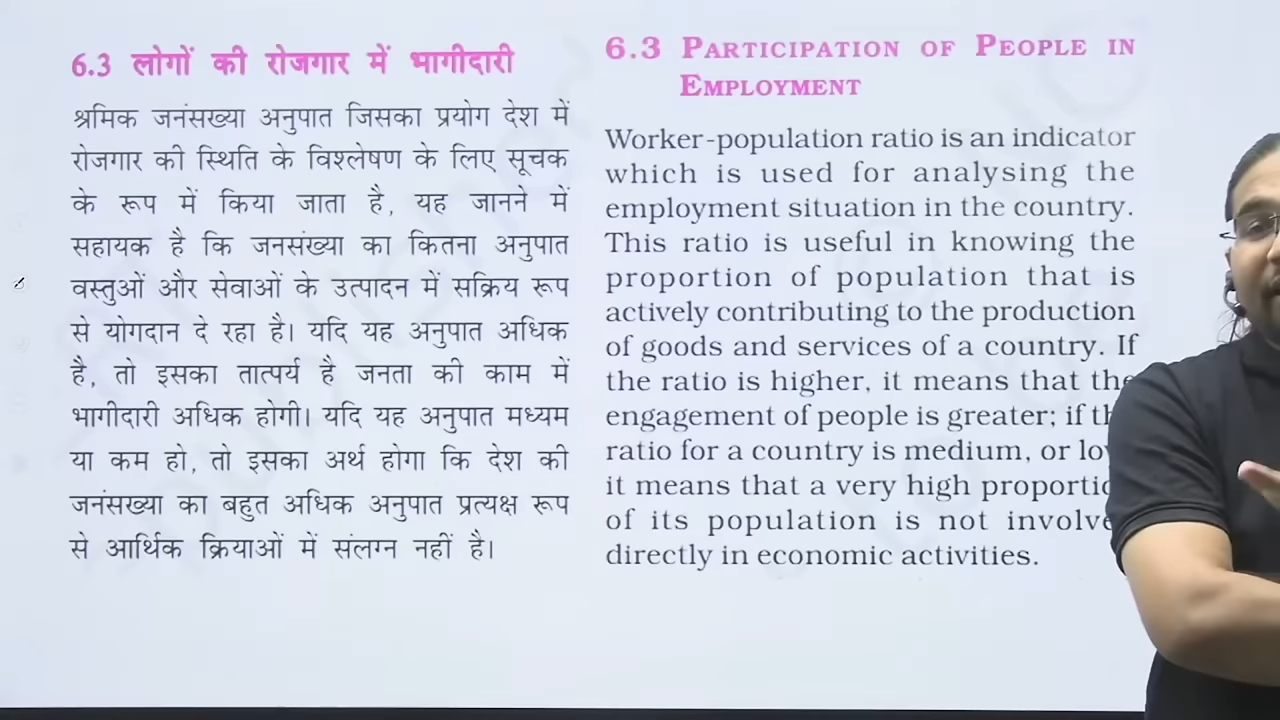 6.3 लोगों की रोजगार में भागीदारी
श्रमिक जनंसख्या अनुपात जिसका प्रयोग देश में
रोजगार की स्थिति के विश्लेषण के लिए सूचक
के रूप में किया जाता है, यह जानने में
सहायक है कि जनसंख्या का कितना अनुपात
वस्तुओं और सेवाओं के उत्पादन में सक्रिय रूप
से योगदान दे रहा है। यदि यह अनुपात अधिक
है, तो इसका तात्पर्य है जनता की काम में
भागीदारी अधिक होगी। यदि यह अनुपात मध्यम
या कम हो, तो इसका अर्थ होगा कि देश की
जनंसख्या का बहुत अधिक अनुपात प्रत्यक्ष रूप
से आर्थिक क्रियाओं में संलग्न नहीं है।
6.3 PARTICIPATION OF PEOPLE IN
EMPLOYMENT
Worker-population ratio is an indicator
which is used for analysing the
employment situation in the country.
This ratio is useful in knowing the
proportion of population that is
actively contributing to the production
of goods and services of a country. If
the ratio is higher, it means that the
engagement of people is greater; if
ratio for a country is medium, or
it means that a very high
of its population is not
directly in economic activities.